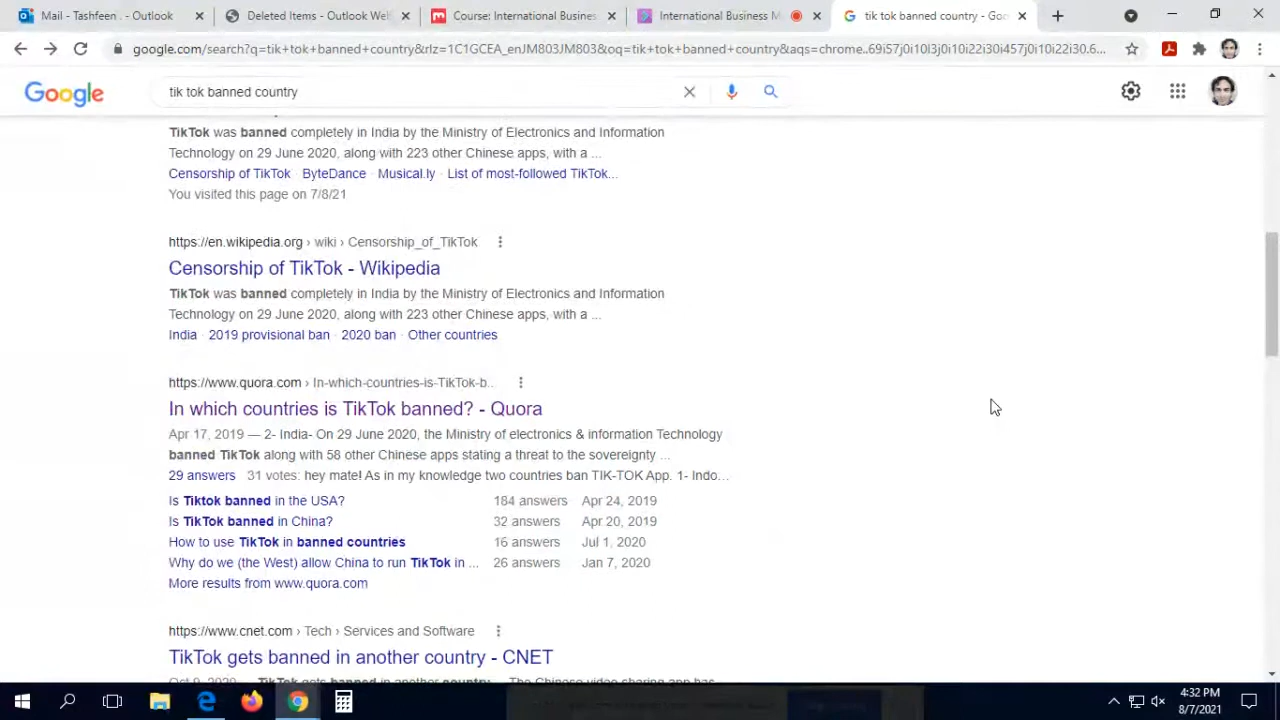 Mail - Tashfeen . - Outlook
Deleted Items - Outlook Wel
Course: International Busines
International Business M
tik tok banned country - Goo
google.com/search?q=tik+tok+banned+country&rlz=1C1GCEA_enJM803JM803&oq=tik+tok+banned+country&aqs=chrome..69i57j0i10l3j0i10i22i30i457j0i10i22i30.6...
Google
tik tok banned country
TikTok was banned completely in India by the Ministry of Electronics and Information
Technology on 29 June 2020, along with 223 other Chinese apps, with a ...
Censorship of TikTok · ByteDance · Musical.ly · List of most-followed TikTok...
You visited this page on 7/8/21
https://en.wikipedia.org › wiki › Censorship_of_TikTok
Censorship of TikTok - Wikipedia
TikTok was banned completely in India by the Ministry of Electronics and Information
Technology on 29 June 2020, along with 223 other Chinese apps, with a ...
India · 2019 provisional ban · 2020 ban · Other countries
https://www.quora.com › In-which-countries-is-TikTok-b...
In which countries is TikTok banned? - Quora
Apr 17, 2019 — 2- India- On 29 June 2020, the Ministry of electronics & information Technology
banned TikTok along with 58 other Chinese apps stating a threat to the sovereignty ...
29 answers 31 votes: hey mate! As in my knowledge two countries ban TIK-TOK App. 1- Indo...
Is Tiktok banned in the USA? 184 answers Apr 24, 2019
Is TikTok banned in China? 32 answers Apr 20, 2019
How to use TikTok in banned countries 16 answers Jul 1, 2020
Why do we (the West) allow China to run TikTok in ... 26 answers Jan 7, 2020
More results from www.quora.com
https://www.cnet.com › Tech › Services and Software
TikTok gets banned in another country - CNET
Oct 9, 2020 — TikTok gets banned in another country. The Chinese video sharing app has
4:32 PM
8/7/2021